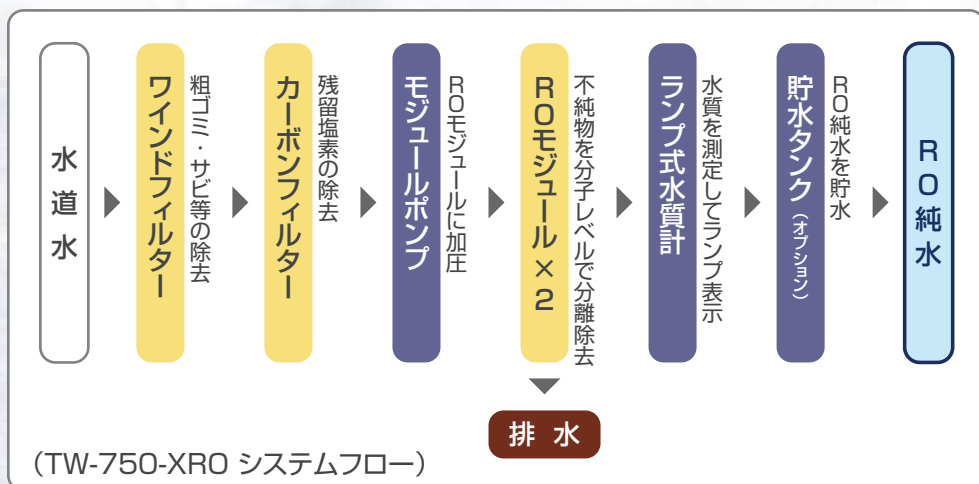 水道水
ワインドフィルター
粗ゴミ・サビ等の除去
カーボンフィルター
残留塩素の除去
モジュールポンプ
ROモジュールに加圧
ROモジュール×2
不純物を分子レベルで分離除去
ランプ式水質計
水質を測定してランプ表示
貯水タンク（オプション）
RO純水を貯水
RO純水
排水
（TW-750-XRO システムフロー）